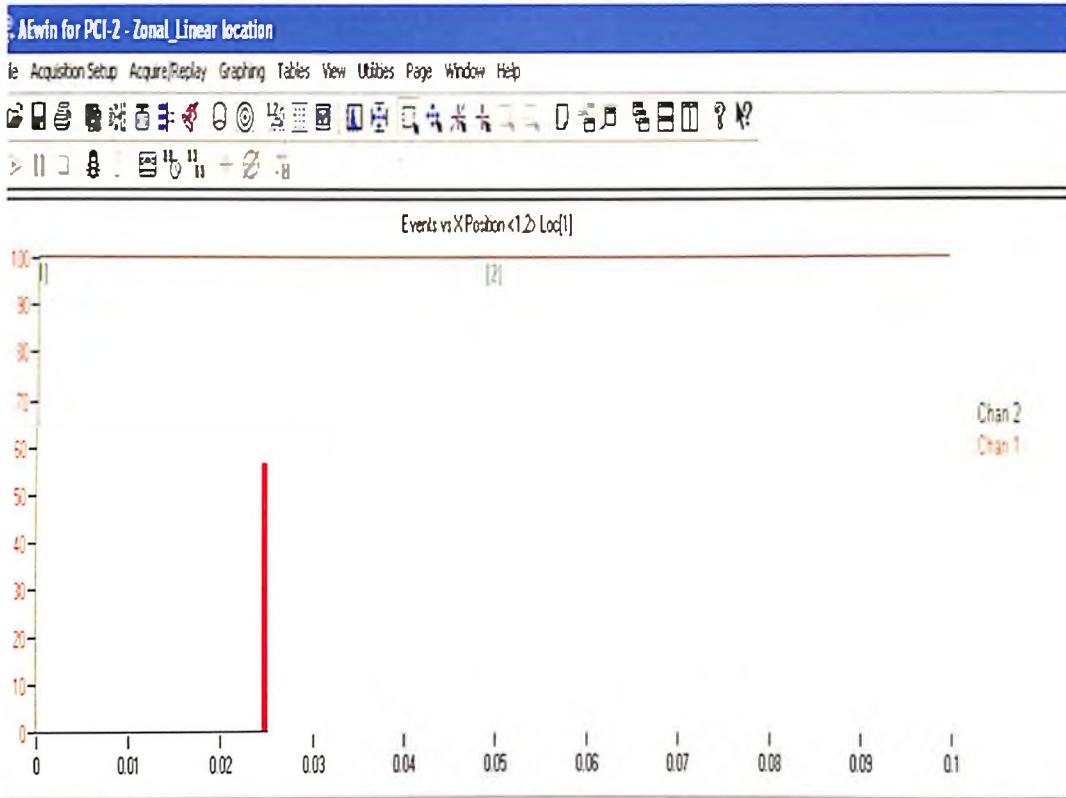 AEwin for PCI-2 - Zonal_Linear location
le Acquisition Setup Acquire/Replay Graphing Tables View Utilities Page Window Help
Events vs X Position <1,2> Loc[1]
100
[2]
90
80
70
Chan 2
60
Chan 1
50
40
30
20
10
0
0 0.01 0.02 0.03 0.04 0.05 0.06 0.07 0.08 0.09 0.1